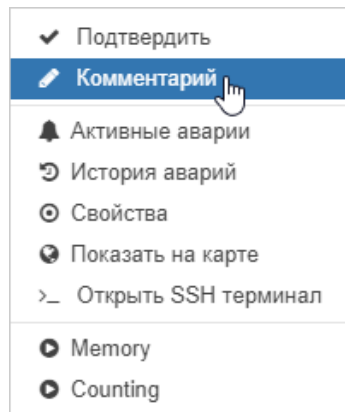 Подтвердить
Комментарий
Активные аварии
История аварий
Свойства
Показать на карте
>_ Открыть SSH терминал
Memory
Counting